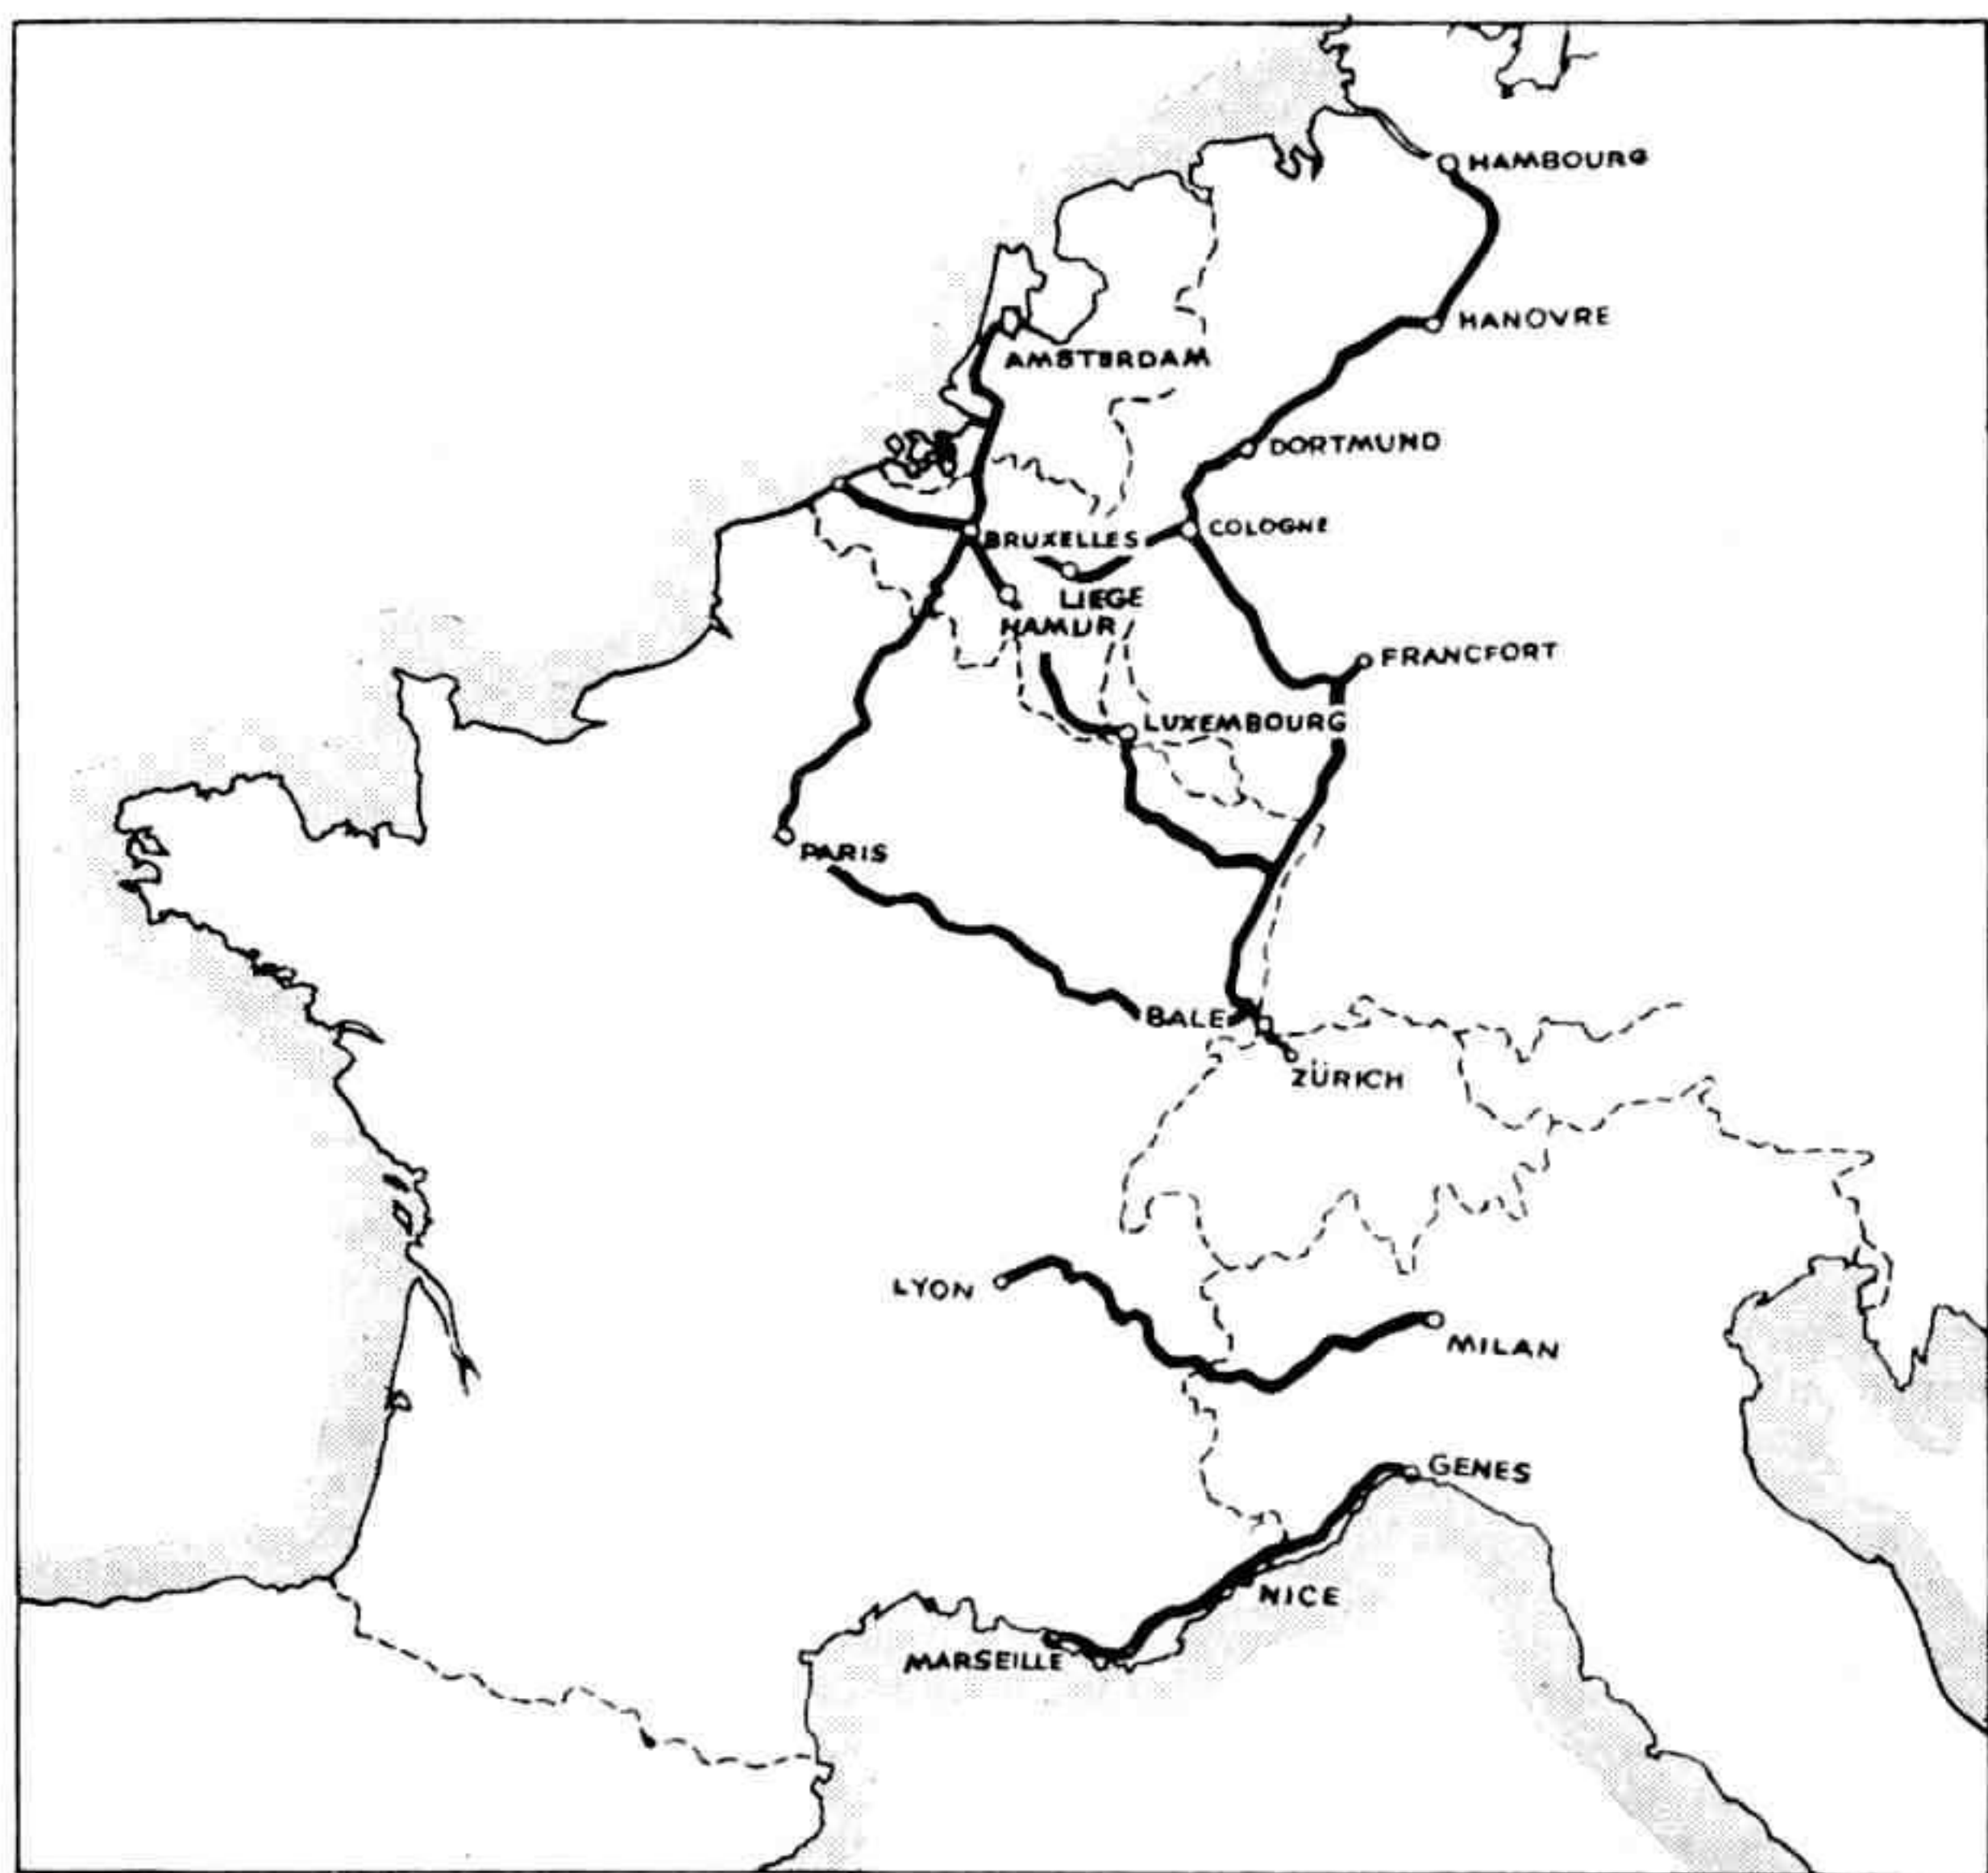 HAMBOURG
HANOVRE
AMSTERDAM
DORTMUND
COLOGNE
BRUXELLES
LIEGE
NAMUR
FRANCFORT
LUXEMBOURG
PARIS
BALE
ZÜRICH
LYON
MILAN
GENES
NICE
MARSEILLE